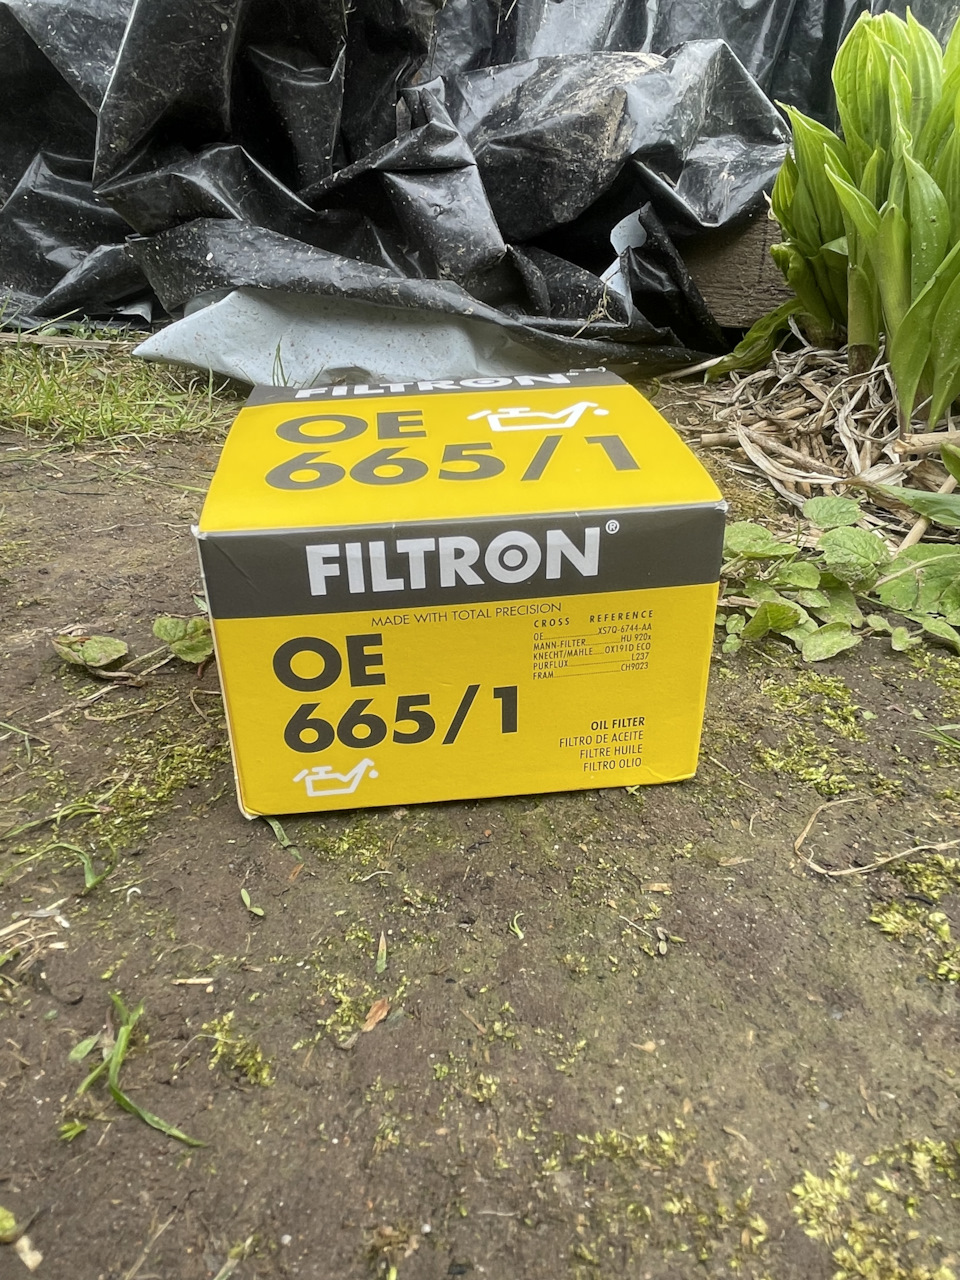 FILTRON
OE
665/1
FILTRON®
MADE WITH TOTAL PRECISION
OE
665/1
CROSS REFERENCE
OE XS7Q-6744-AA
MANN-FILTER HU 920x
KNECHT/MAHLE OX191D ECO
PURFLUX L237
FRAM CH9023
OIL FILTER
FILTRO DE ACEITE
FILTRE HUILE
FILTRO OLIO